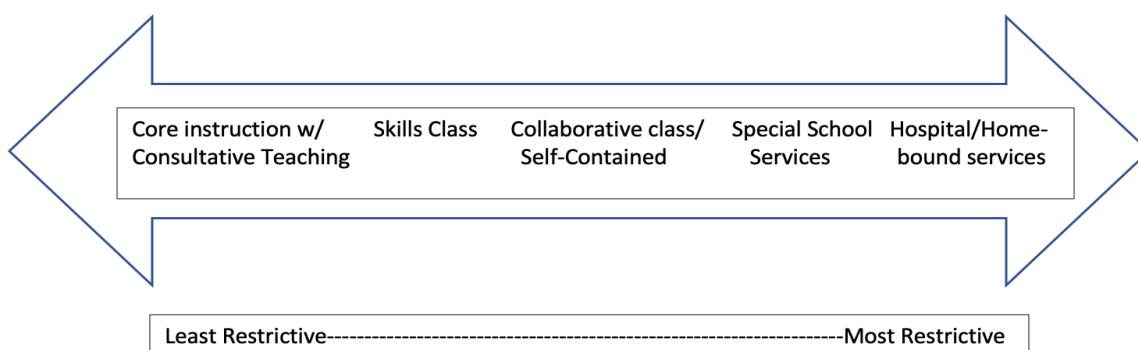 Core instruction w/ Skills Class Collaborative class/ Special School Hospital/Home-
Consultative Teaching Self-Contained Services bound services
Least Restrictive--------------------------------------------------------------------Most Restrictive